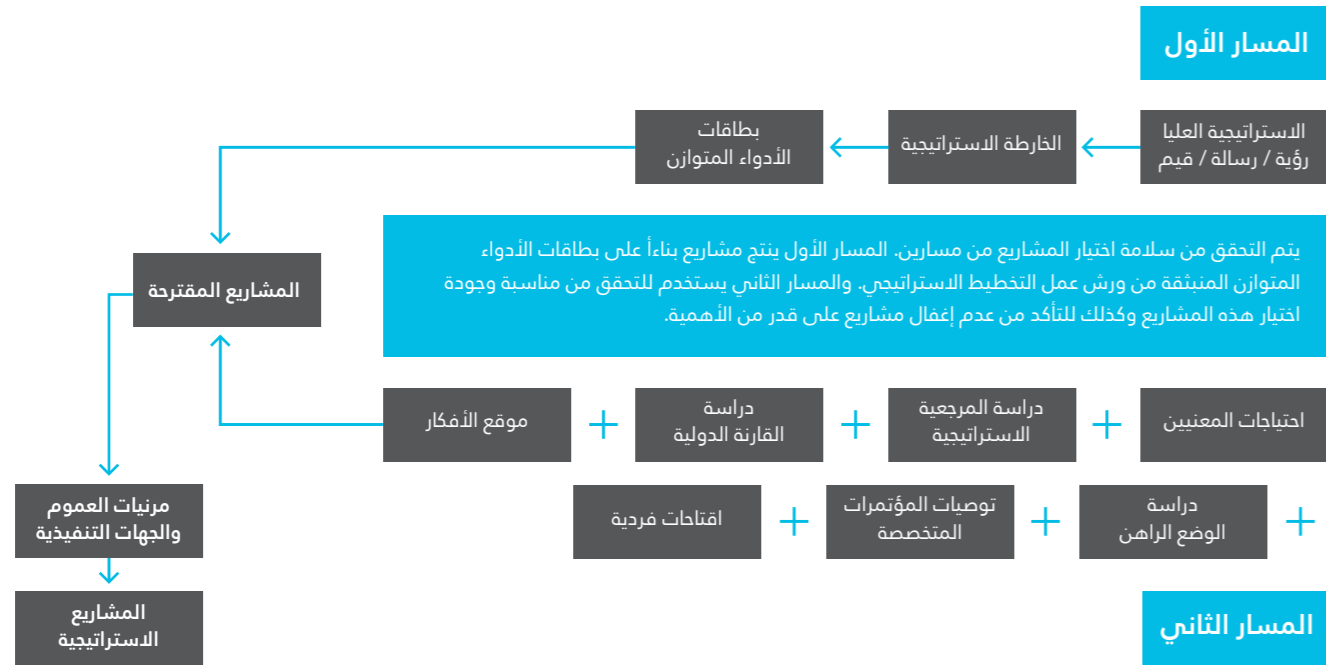 المسار الأول
الاستراتيجية العليا
رؤية / رسالة / قيم
الخارطة الاستراتيجية
بطاقات
الأدواء المتوازن
يتم التحقق من سلامة اختيار المشاريع من مسارين. المسار الأول ينتج مشاريع بناءاً على بطاقات الأدواء
المتوازن المنبثقة من ورش عمل التخطيط الاستراتيجي. والمسار الثاني يستخدم للتحقق من مناسبة وجودة
اختيار هذه المشاريع وكذلك للتأكد من عدم إغفال مشاريع على قدر من الأهمية.
المشاريع المقترحة
احتياجات المعنيين
+
دراسة المرجعية
الاستراتيجية
+
دراسة
القارنة الدولية
+
موقع الأفكار
+
دراسة
الوضع الراهن
+
توصيات المؤتمرات
المتخصصة
+
اقتاحات فردية
مرنيات العموم
والجهات التنفيذية
المشاريع
الاستراتيجية
المسار الثاني